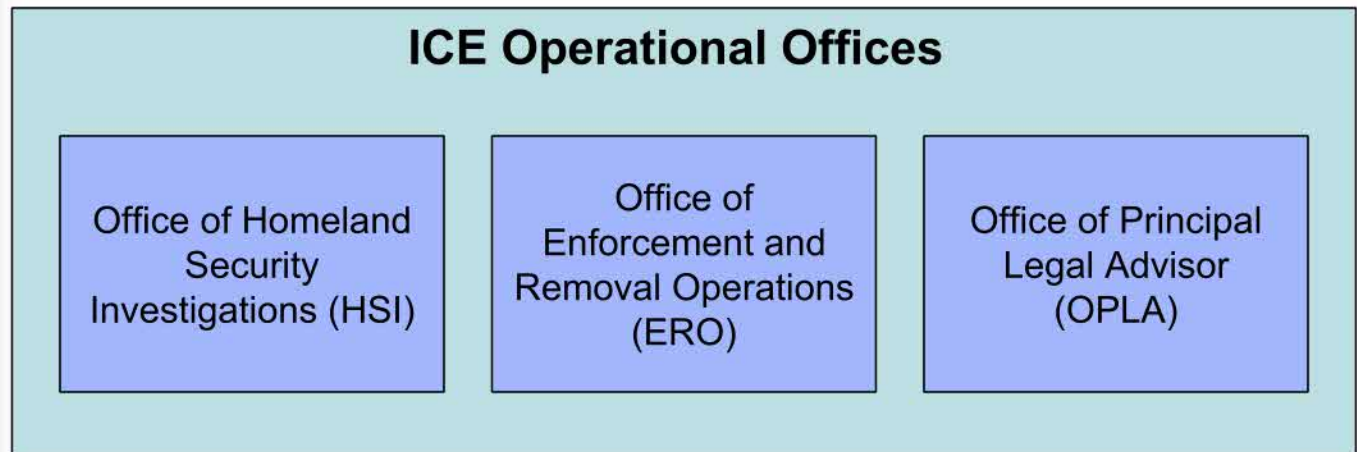 ICE Operational Offices
Office of Homeland
Security
Investigations (HSI)
Office of
Enforcement and
Removal Operations
(ERO)
Office of Principal
Legal Advisor
(OPLA)